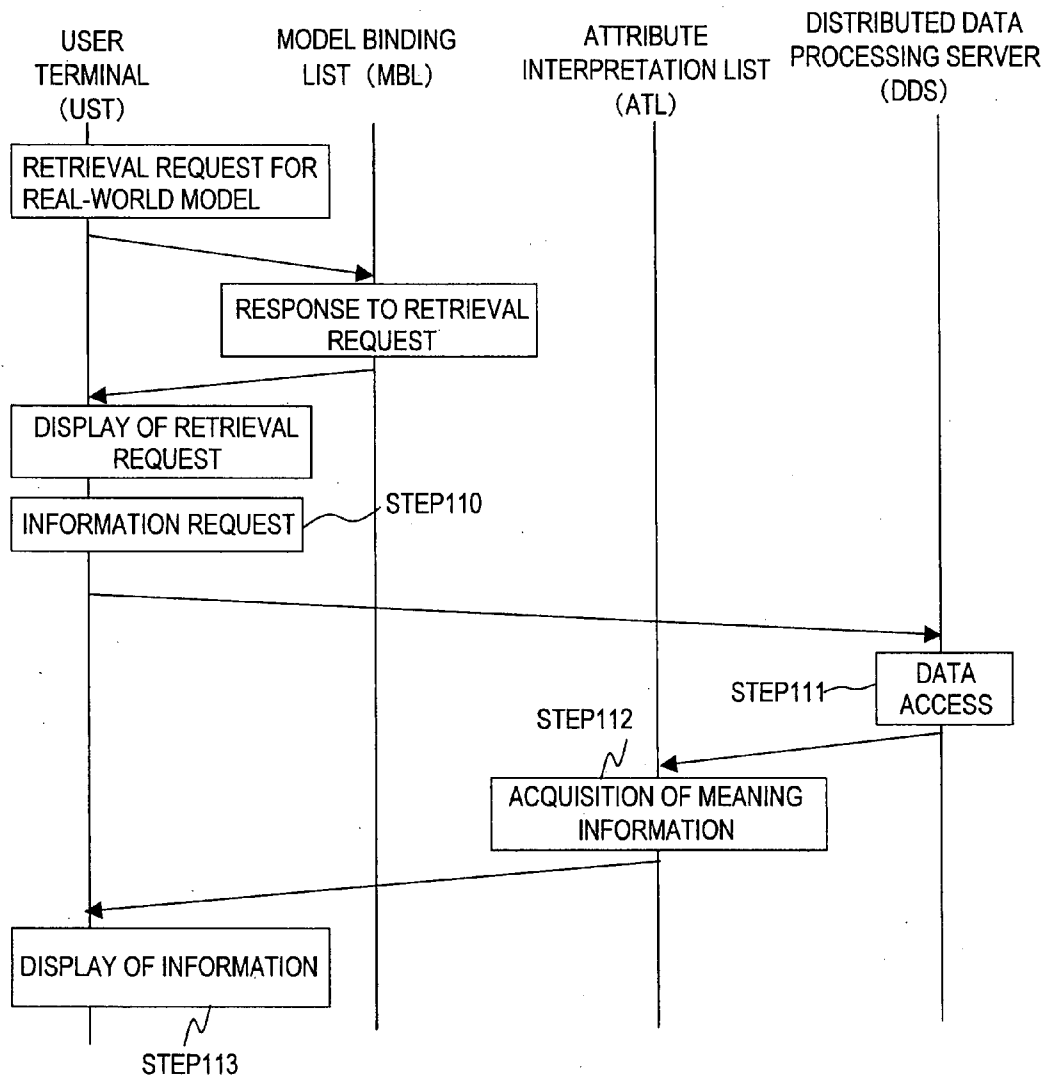 USER
TERMINAL
(UST)
MODEL BINDING
LIST (MBL)
ATTRIBUTE
INTERPRETATION LIST
(ATL)
DISTRIBUTED DATA
PROCESSING SERVER
(DDS)
RETRIEVAL REQUEST FOR
REAL-WORLD MODEL
RESPONSE TO RETRIEVAL
REQUEST
DISPLAY OF RETRIEVAL
REQUEST
INFORMATION REQUEST
STEP110
DATA
ACCESS
STEP111
STEP112
ACQUISITION OF MEANING
INFORMATION
DISPLAY OF INFORMATION
STEP113